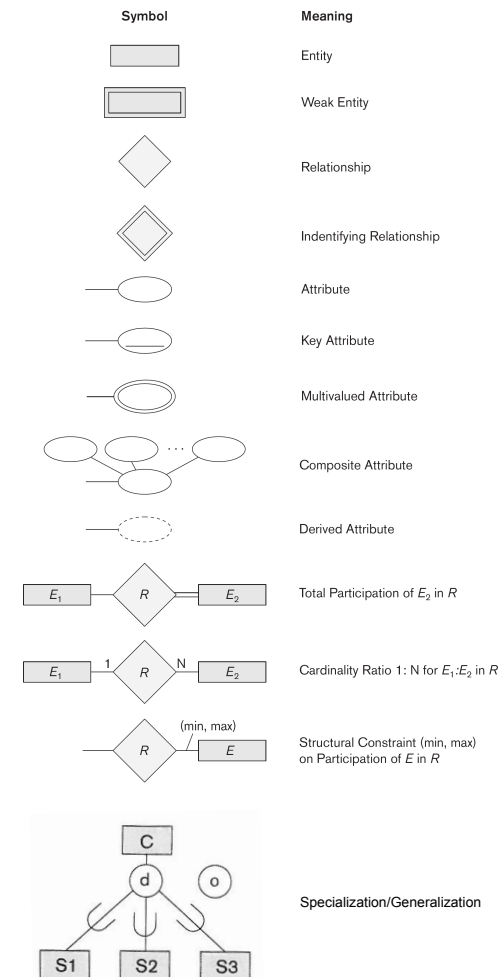 Symbol Meaning
Entity
Weak Entity
Relationship
Indentifying Relationship
Attribute
Key Attribute
Multivalued Attribute
. . .
Composite Attribute
Derived Attribute
E₁ R E₂ Total Participation of E₂ in R
E₁ 1 R N E₂ Cardinality Ratio 1: N for E₁:E₂ in R
(min, max)
R E Structural Constraint (min, max)
on Participation of E in R
C
d o
Specialization/Generalization
S1 S2 S3